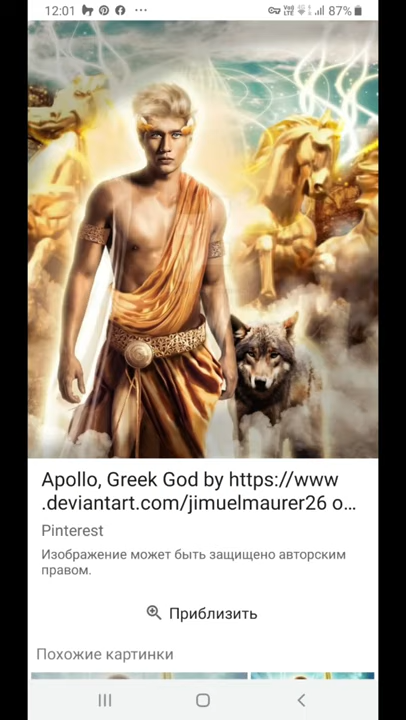 12:01
87%
Apollo, Greek God by https://www
.deviantart.com/jimuelmaurer26 o...
Pinterest
Изображение может быть защищено авторским
правом.
Приблизить
Похожие картинки